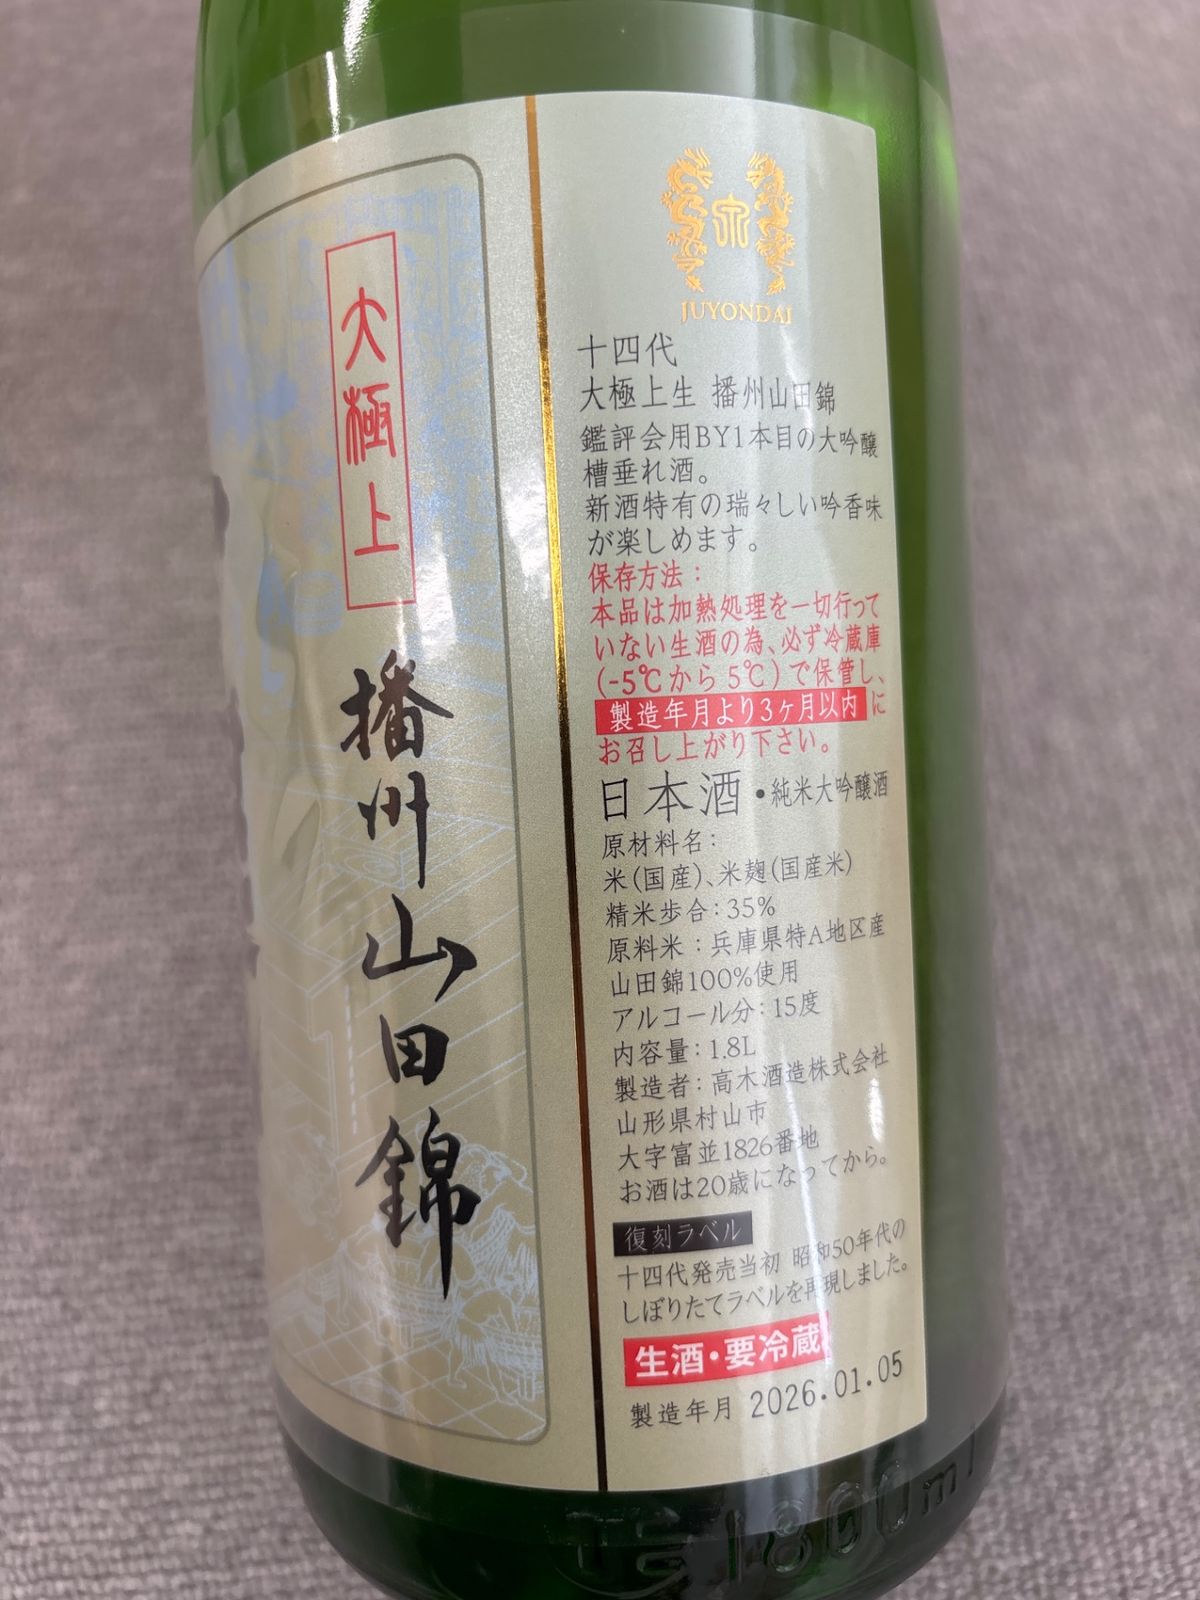 大極上
播州山田錦
JUYONDAI
十四代
大極上生 播州山田錦
鑑評会用BY1本目の大吟醸
槽垂れ酒。
新酒特有の瑞々しい吟香味
が楽しめます。
保存方法：
本品は加熱処理を一切行って
いない生酒の為、必ず冷蔵庫
(-5℃から5℃)で保管し、
製造年月より3ヶ月以内に
お召し上がり下さい。
日本酒・純米大吟醸酒
原材料名：
米(国産)、米麹(国産米)
精米歩合：35%
原料米：兵庫県特A地区産
山田錦100%使用
アルコール分：15度
内容量：1.8L
製造者：高木酒造株式会社
山形県村山市
大字富並1826番地
お酒は20歳になってから。
復刻ラベル
十四代発売当初 昭和50年代の
しぼりたてラベルを再現しました。
生酒・要冷蔵
製造年月 2026.01.05
1800ml